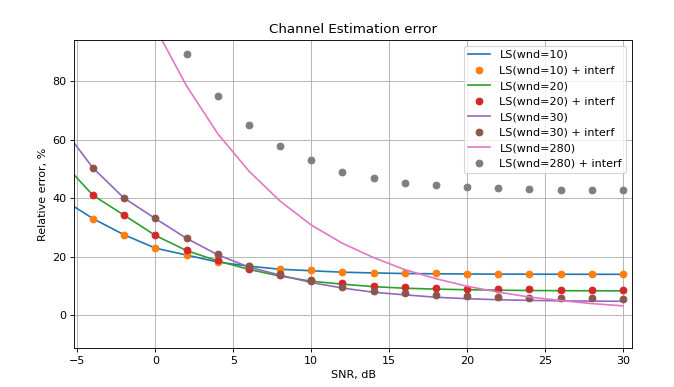 Channel Estimation error
LS(wnd=10)
LS(wnd=10) + interf
LS(wnd=20)
LS(wnd=20) + interf
LS(wnd=30)
LS(wnd=30) + interf
LS(wnd=280)
LS(wnd=280) + interf
Relative error, %
80
60
40
20
0
−5
0
5
10
15
20
25
30
SNR, dB